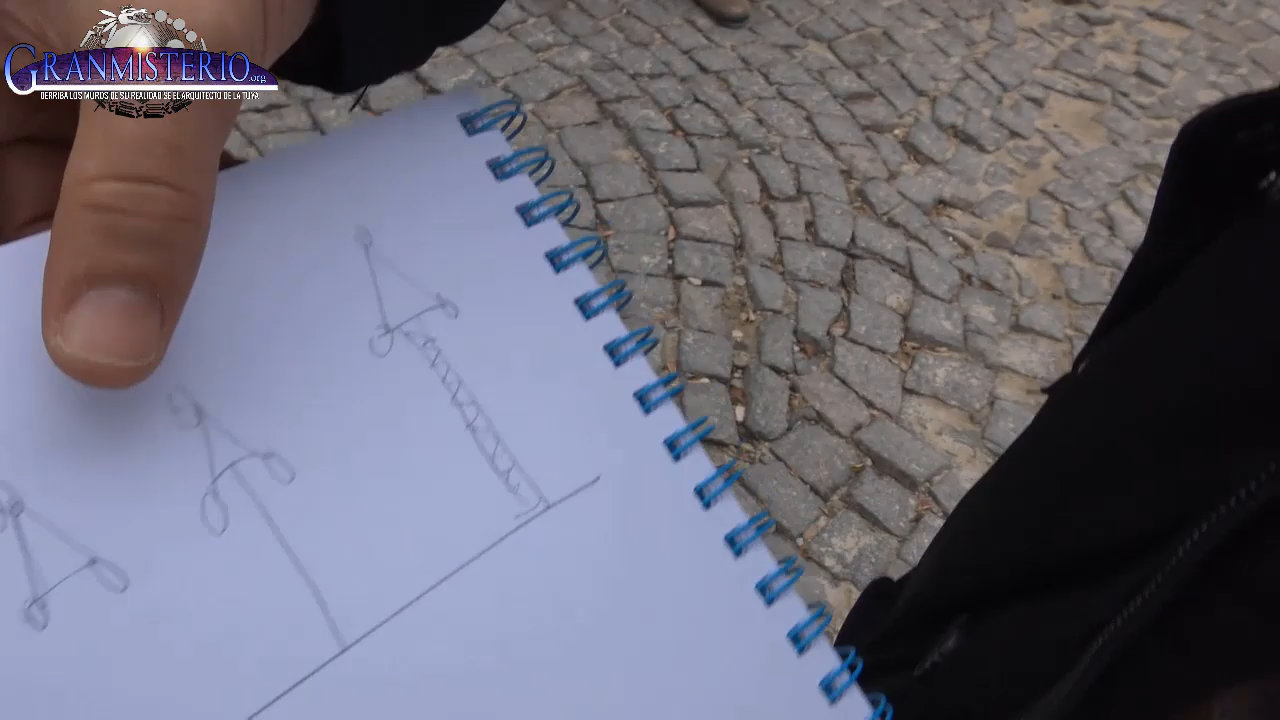 GRANMISTERIO.org
DERRIBA LOS MUROS DE SU REALIDAD SE EL ARQUITECTO DE LA TUYA